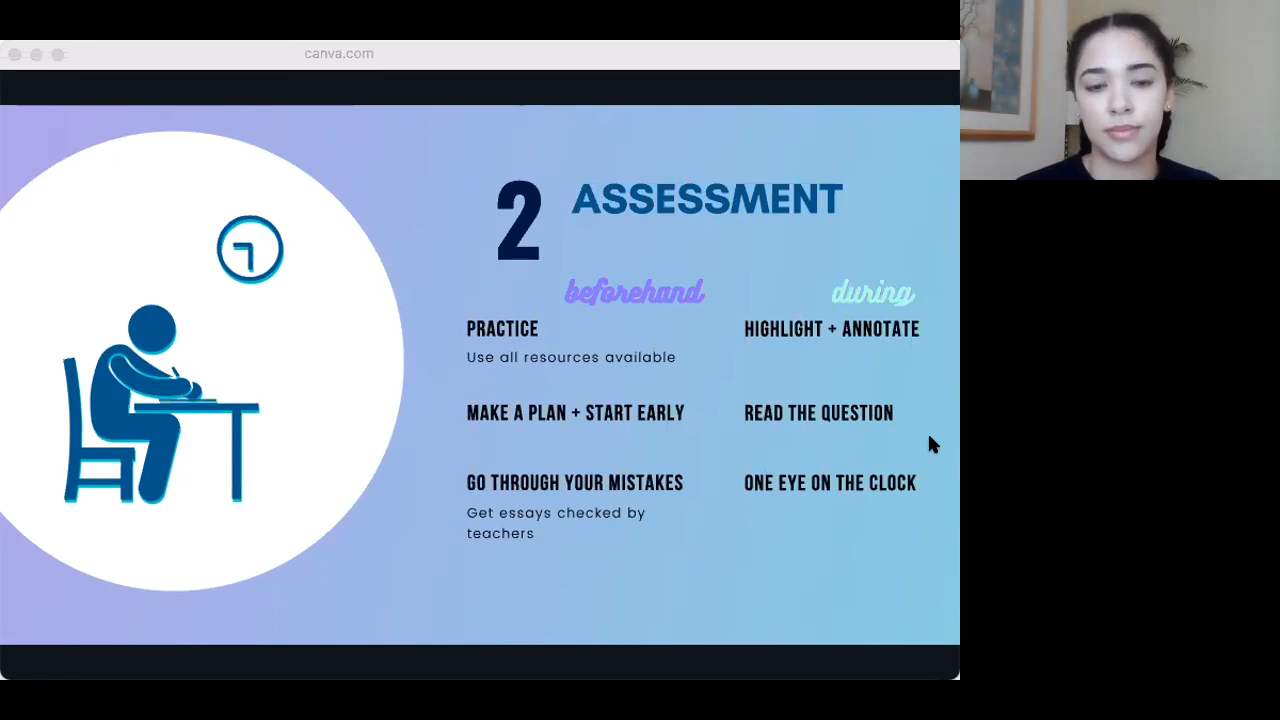 canva.com
2 ASSESSMENT
beforehand
PRACTICE
Use all resources available
MAKE A PLAN + START EARLY
GO THROUGH YOUR MISTAKES
Get essays checked by
teachers
during
HIGHLIGHT + ANNOTATE
READ THE QUESTION
ONE EYE ON THE CLOCK